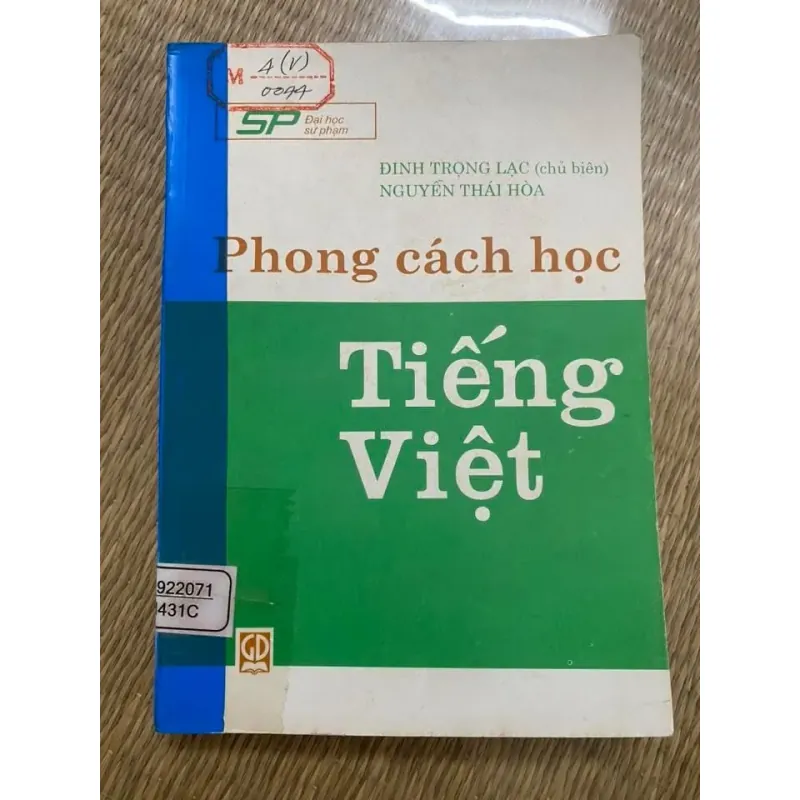 M 4(V)
0044
SP Đại học
sư phạm
ĐINH TRỌNG LẠC (chủ biên)
NGUYỄN THÁI HÒA
Phong cách học
Tiếng
Việt
922071
431C
GD